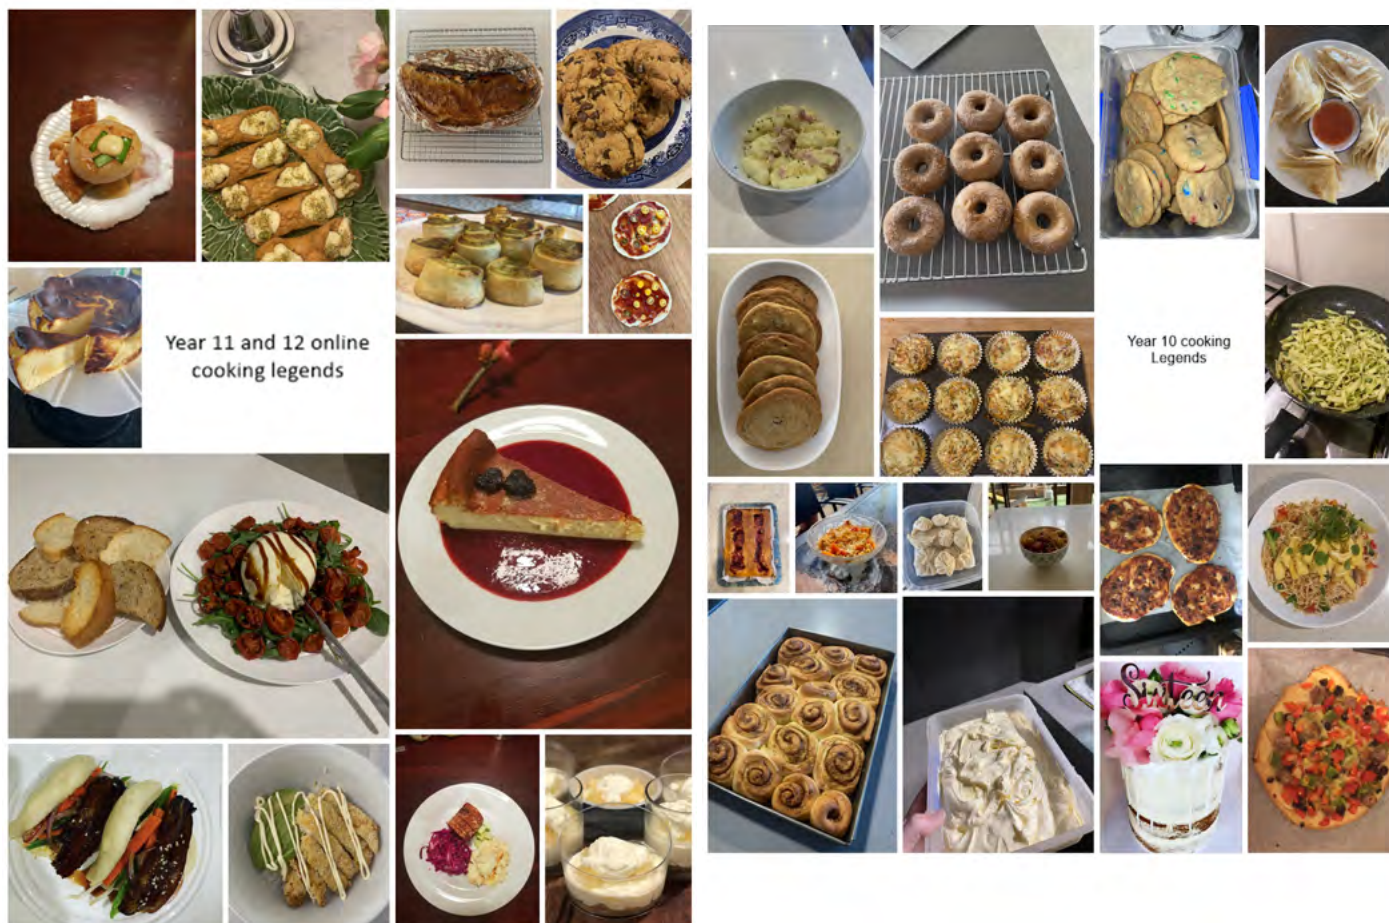 Year 11 and 12 online
cooking legends
Year 10 cooking
Legends
Sixteen